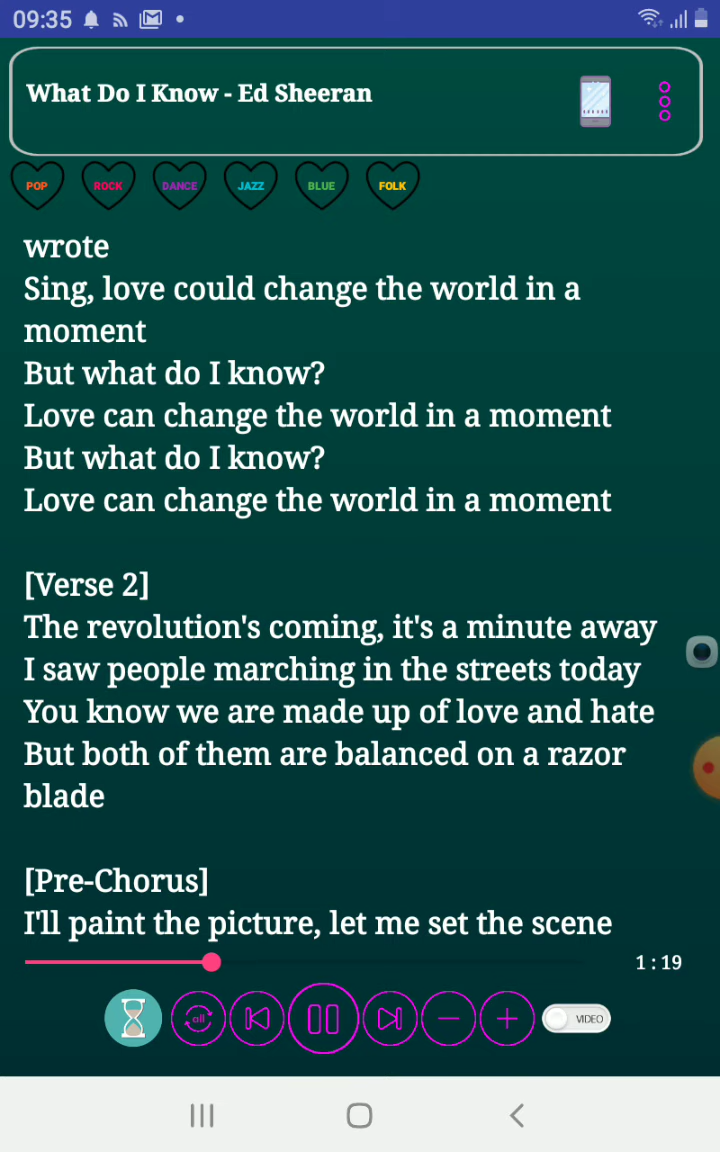 09:35
What Do I Know - Ed Sheeran
POP ROCK DANCE JAZZ BLUE FOLK
wrote
Sing, love could change the world in a
moment
But what do I know?
Love can change the world in a moment
But what do I know?
Love can change the world in a moment
[Verse 2]
The revolution's coming, it's a minute away
I saw people marching in the streets today
You know we are made up of love and hate
But both of them are balanced on a razor
blade
[Pre-Chorus]
I'll paint the picture, let me set the scene
1 : 19
all
VIDEO